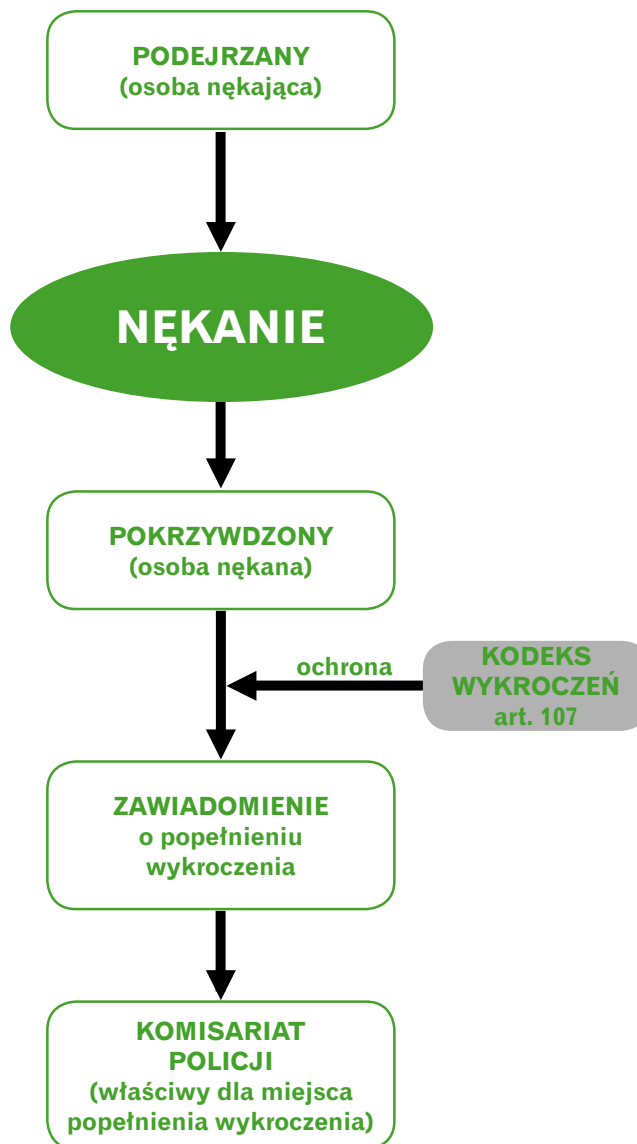 PODEJRZANY
(osoba nękająca)
NĘKANIE
POKRZYWDZONY
(osoba nękana)
ochrona
KODEKS
WYKROCZEŃ
art. 107
ZAWIADOMIENIE
o popełnieniu
wykroczenia
KOMISARIAT
POLICJI
(właściwy dla miejsca
popełnienia wykroczenia)